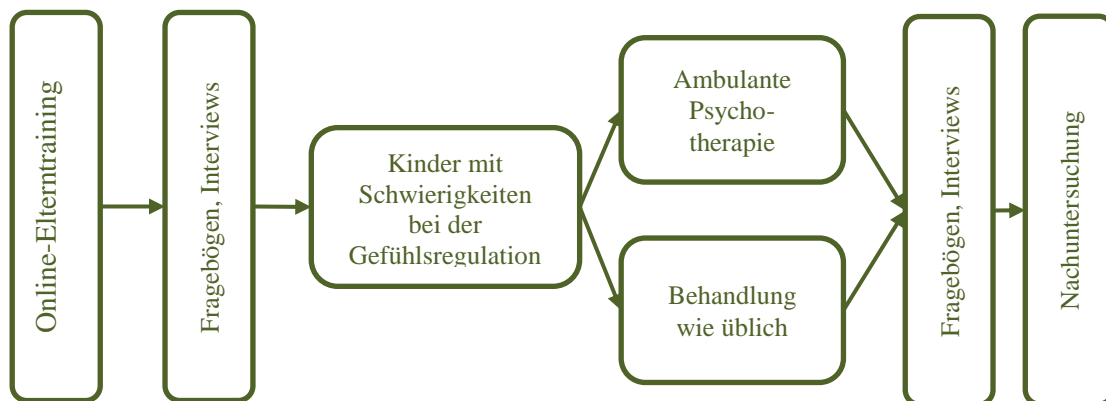 Online-Elterntraining
Fragebögen, Interviews
Kinder mit
Schwierigkeiten
bei der
Gefühlsregulation
Ambulante
Psycho-
therapie
Behandlung
wie üblich
Fragebögen, Interviews
Nachuntersuchung